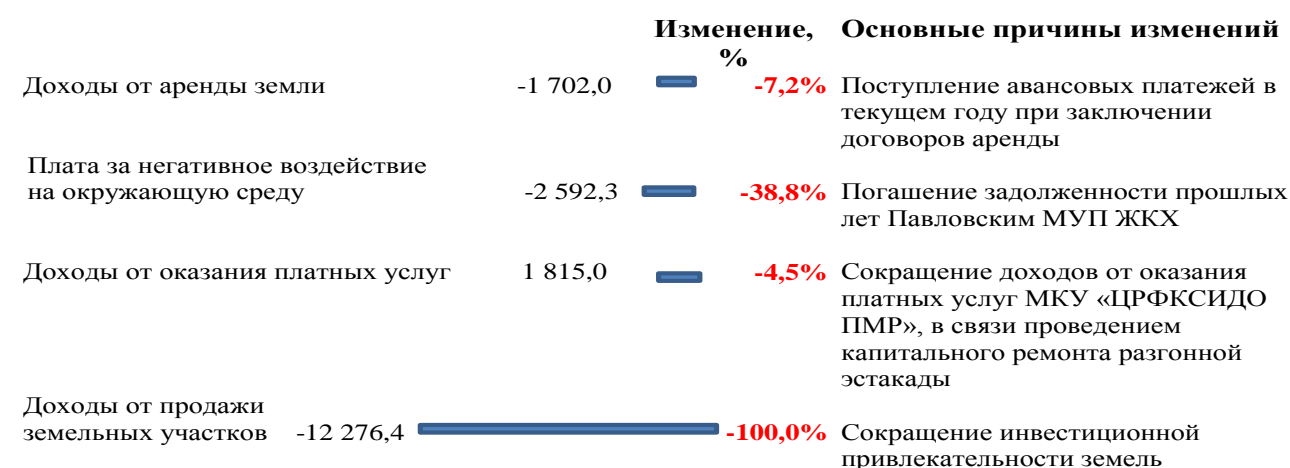 Изменение, Основные причины изменений
%
Доходы от аренды земли -1 702,0 -7,2% Поступление авансовых платежей в
текущем году при заключении
договоров аренды
Плата за негативное воздействие
на окружающую среду -2 592,3 -38,8% Погашение задолженности прошлых
лет Павловским МУП ЖКХ
Доходы от оказания платных услуг 1 815,0 -4,5% Сокращение доходов от оказания
платных услуг МКУ «ЦРФКСИДО
ПМР», в связи проведением
капитального ремонта разгонной
эстакады
Доходы от продажи
земельных участков -12 276,4 -100,0% Сокращение инвестиционной
привлекательности земель